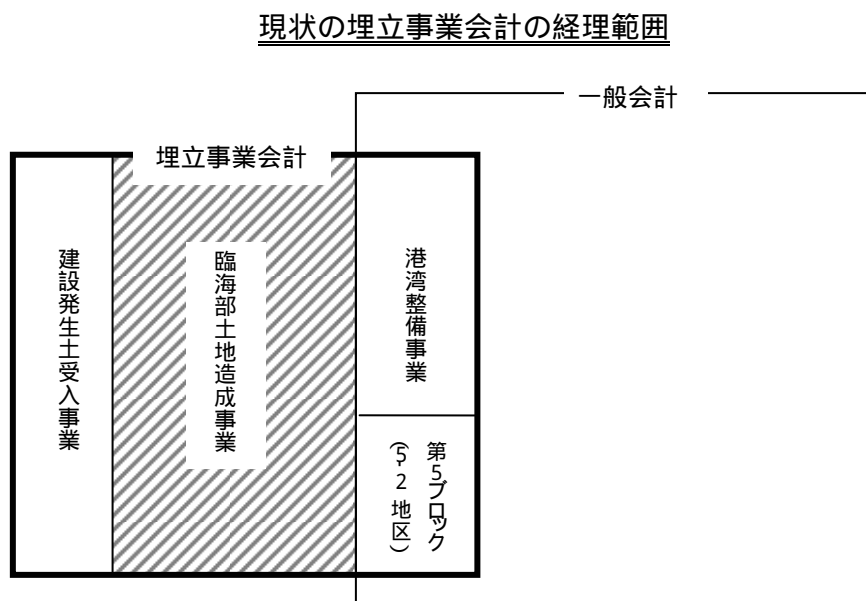 現状の埋立事業会計の経理範囲
一般会計
埋立事業会計
建設発生土受入事業
臨海部土地造成事業
港湾整備事業
第5ブロック
(5-2地区)